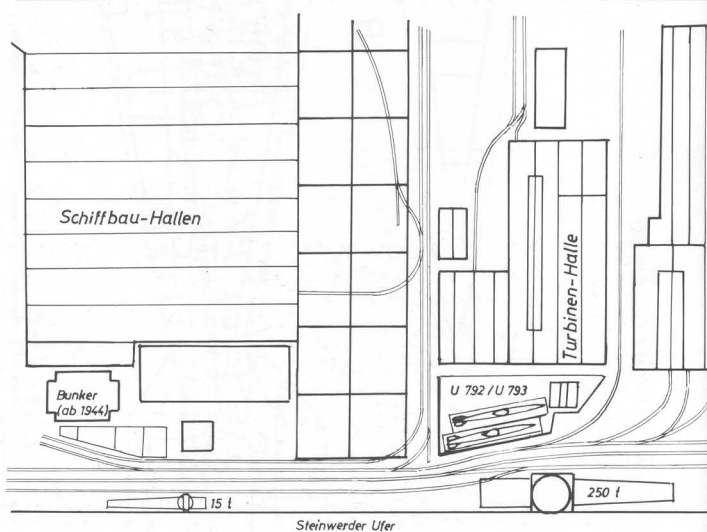 Schiffbau-Hallen
Turbinen-Halle
Bunker
(ab 1944)
U 792/U 793
15 t
250 t
Steinwerder Ufer